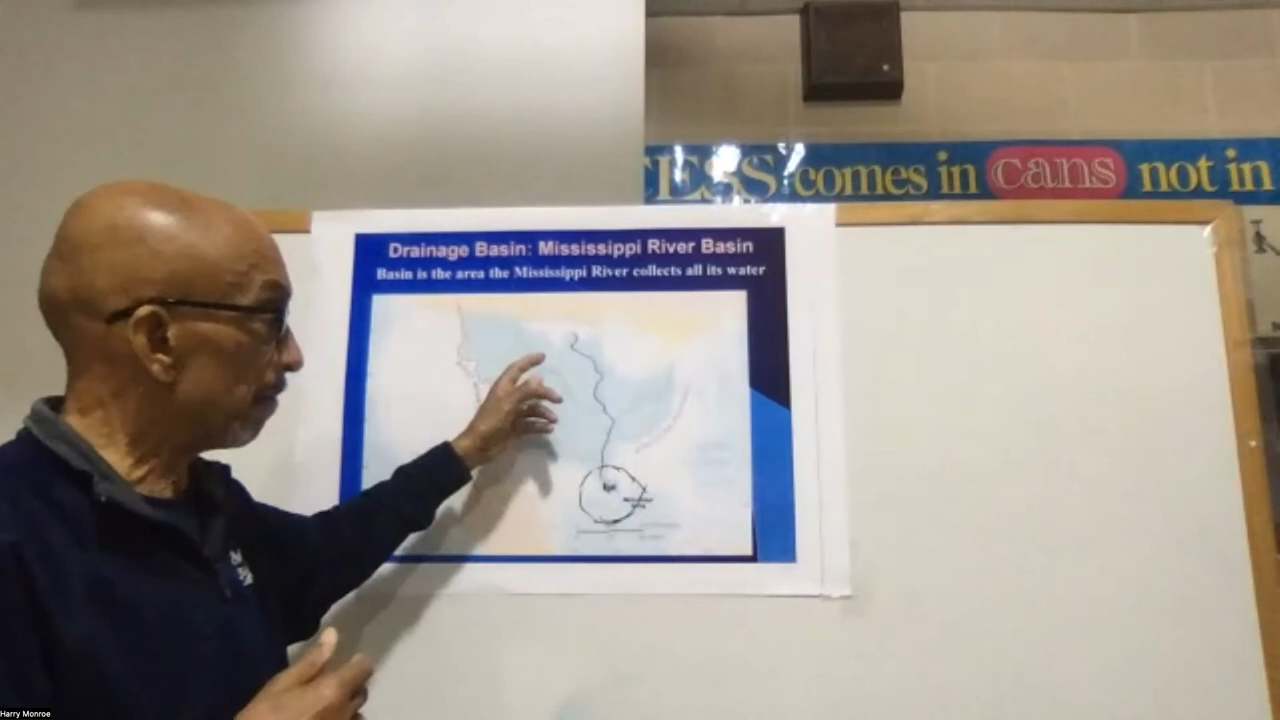 CESS comes in cans not in
Drainage Basin: Mississippi River Basin
Basin is the area the Mississippi River collects all its water
Harry Monroe